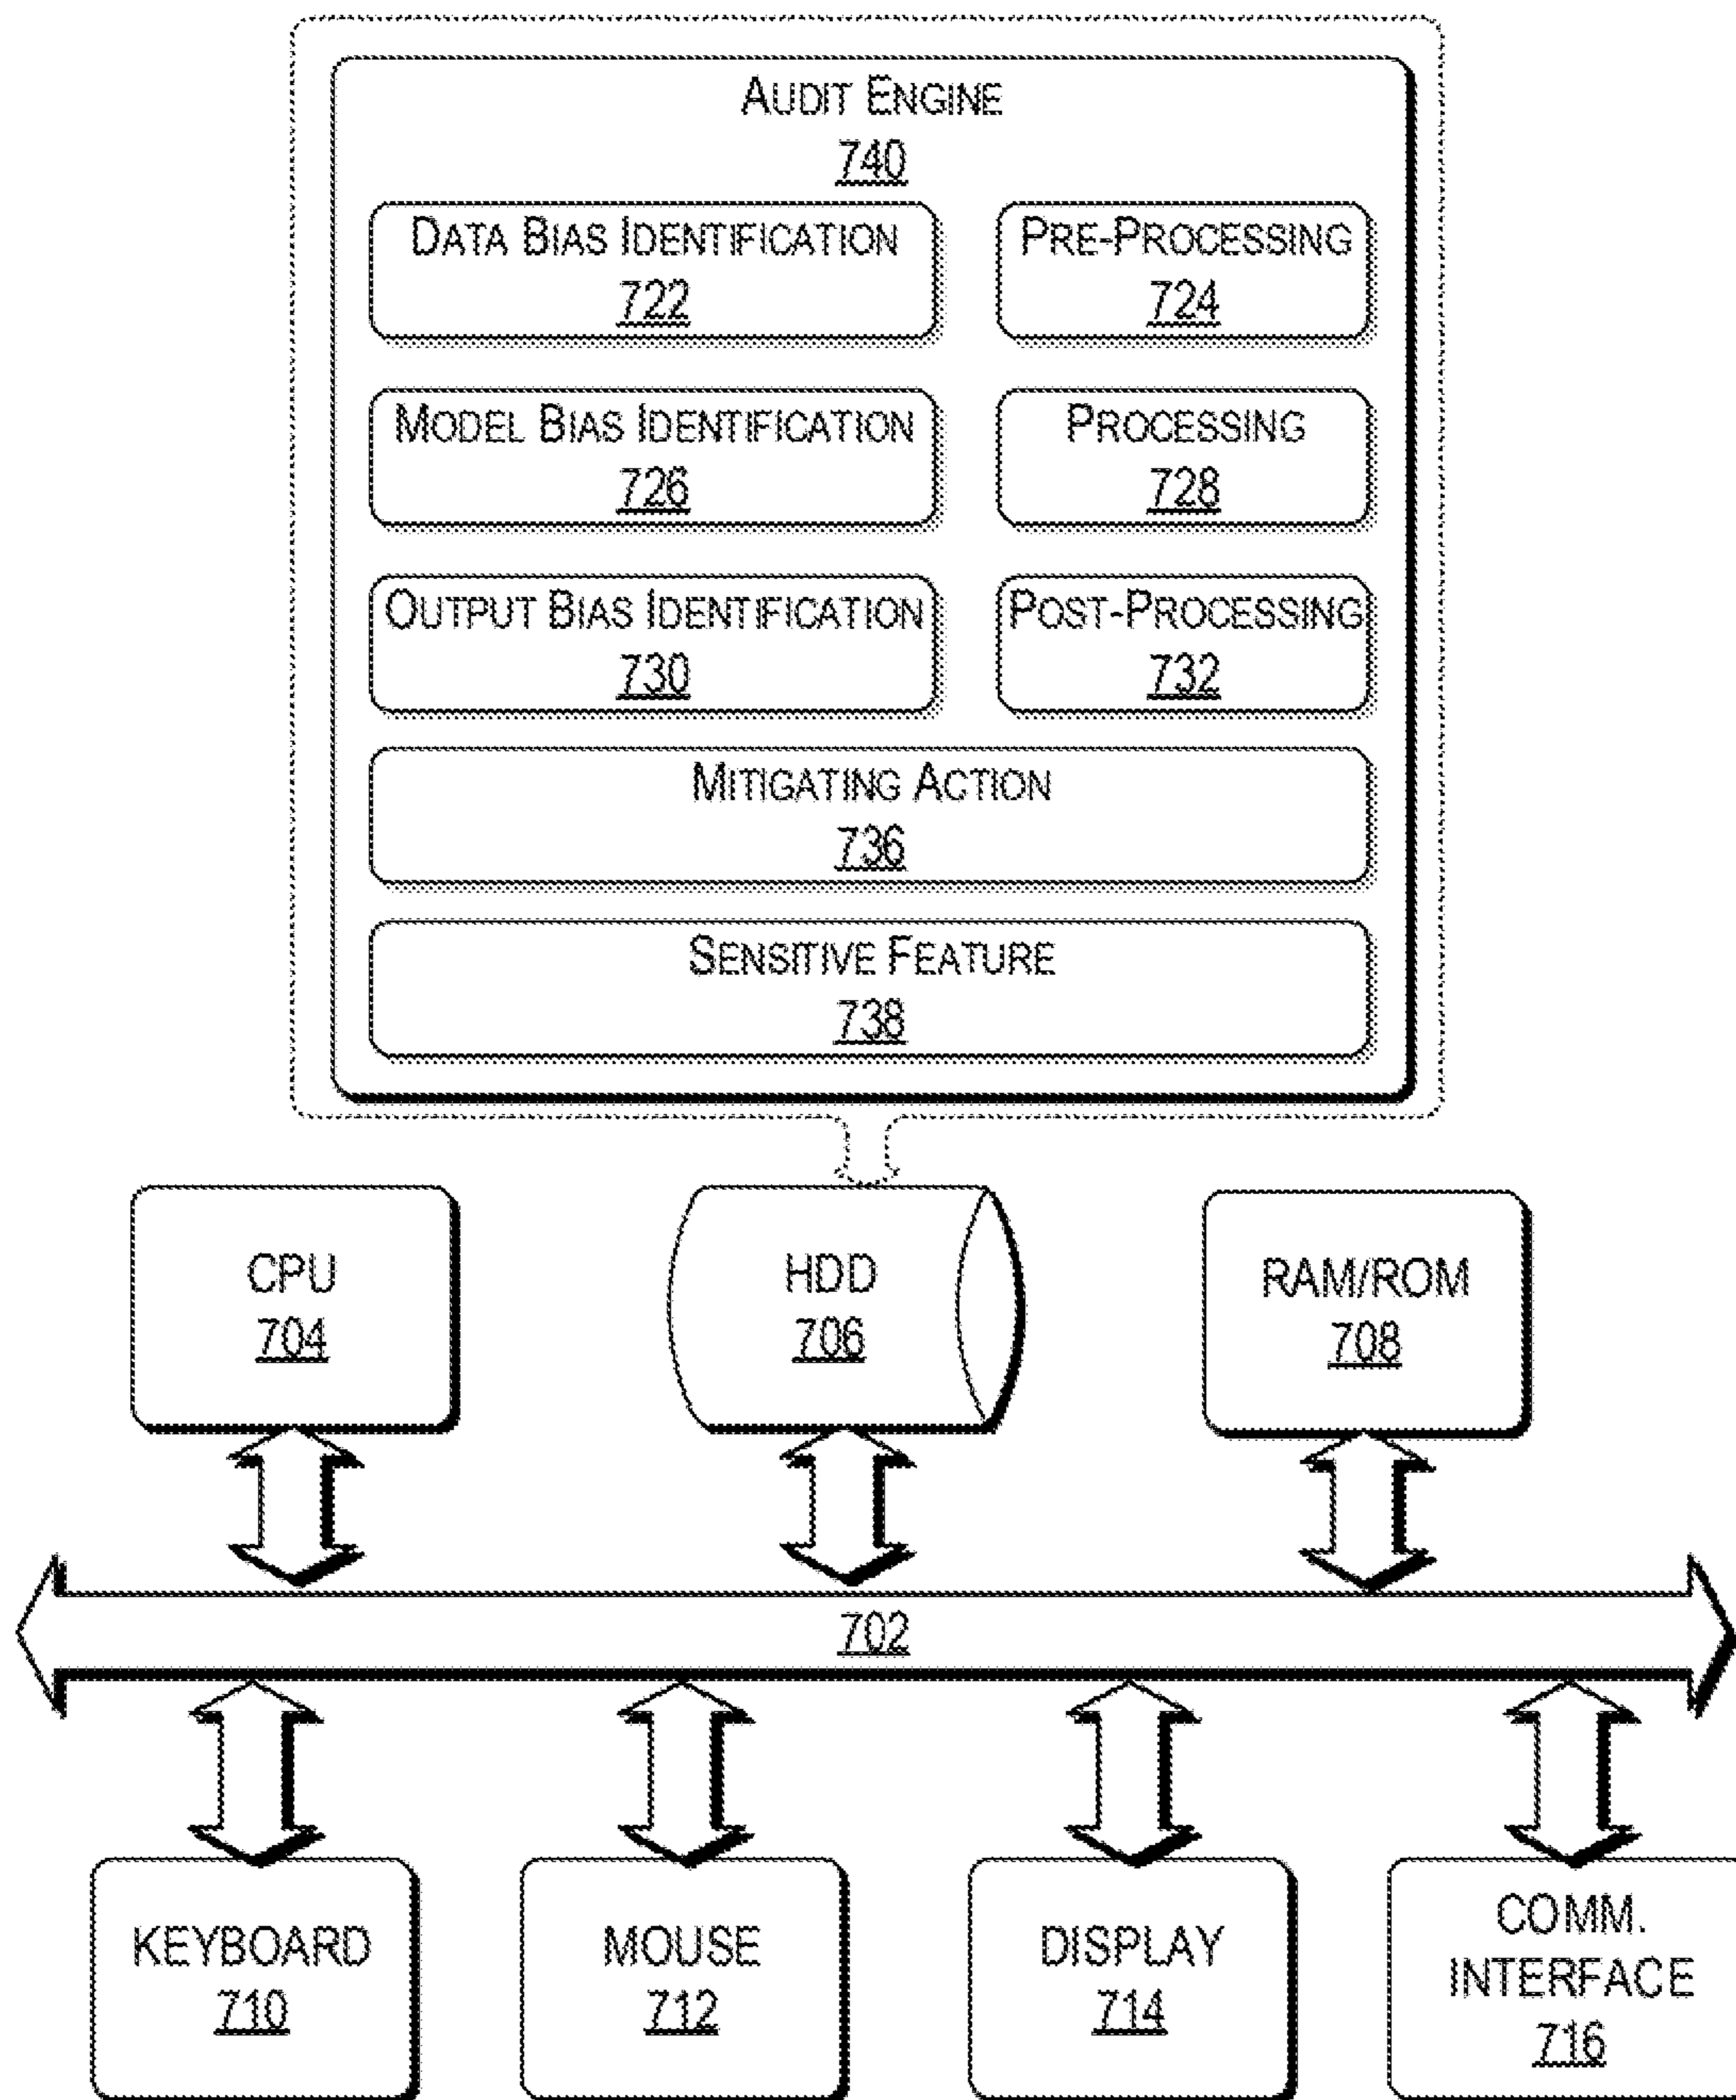 AUDIT ENGINE
740
DATA BIAS IDENTIFICATION
722
PRE-PROCESSING
724
MODEL BIAS IDENTIFICATION
726
PROCESSING
728
OUTPUT BIAS IDENTIFICATION
730
POST-PROCESSING
732
MITIGATING ACTION
736
SENSITIVE FEATURE
738
CPU
704
HDD
706
RAM/ROM
708
702
KEYBOARD
710
MOUSE
712
DISPLAY
714
COMM.
INTERFACE
716